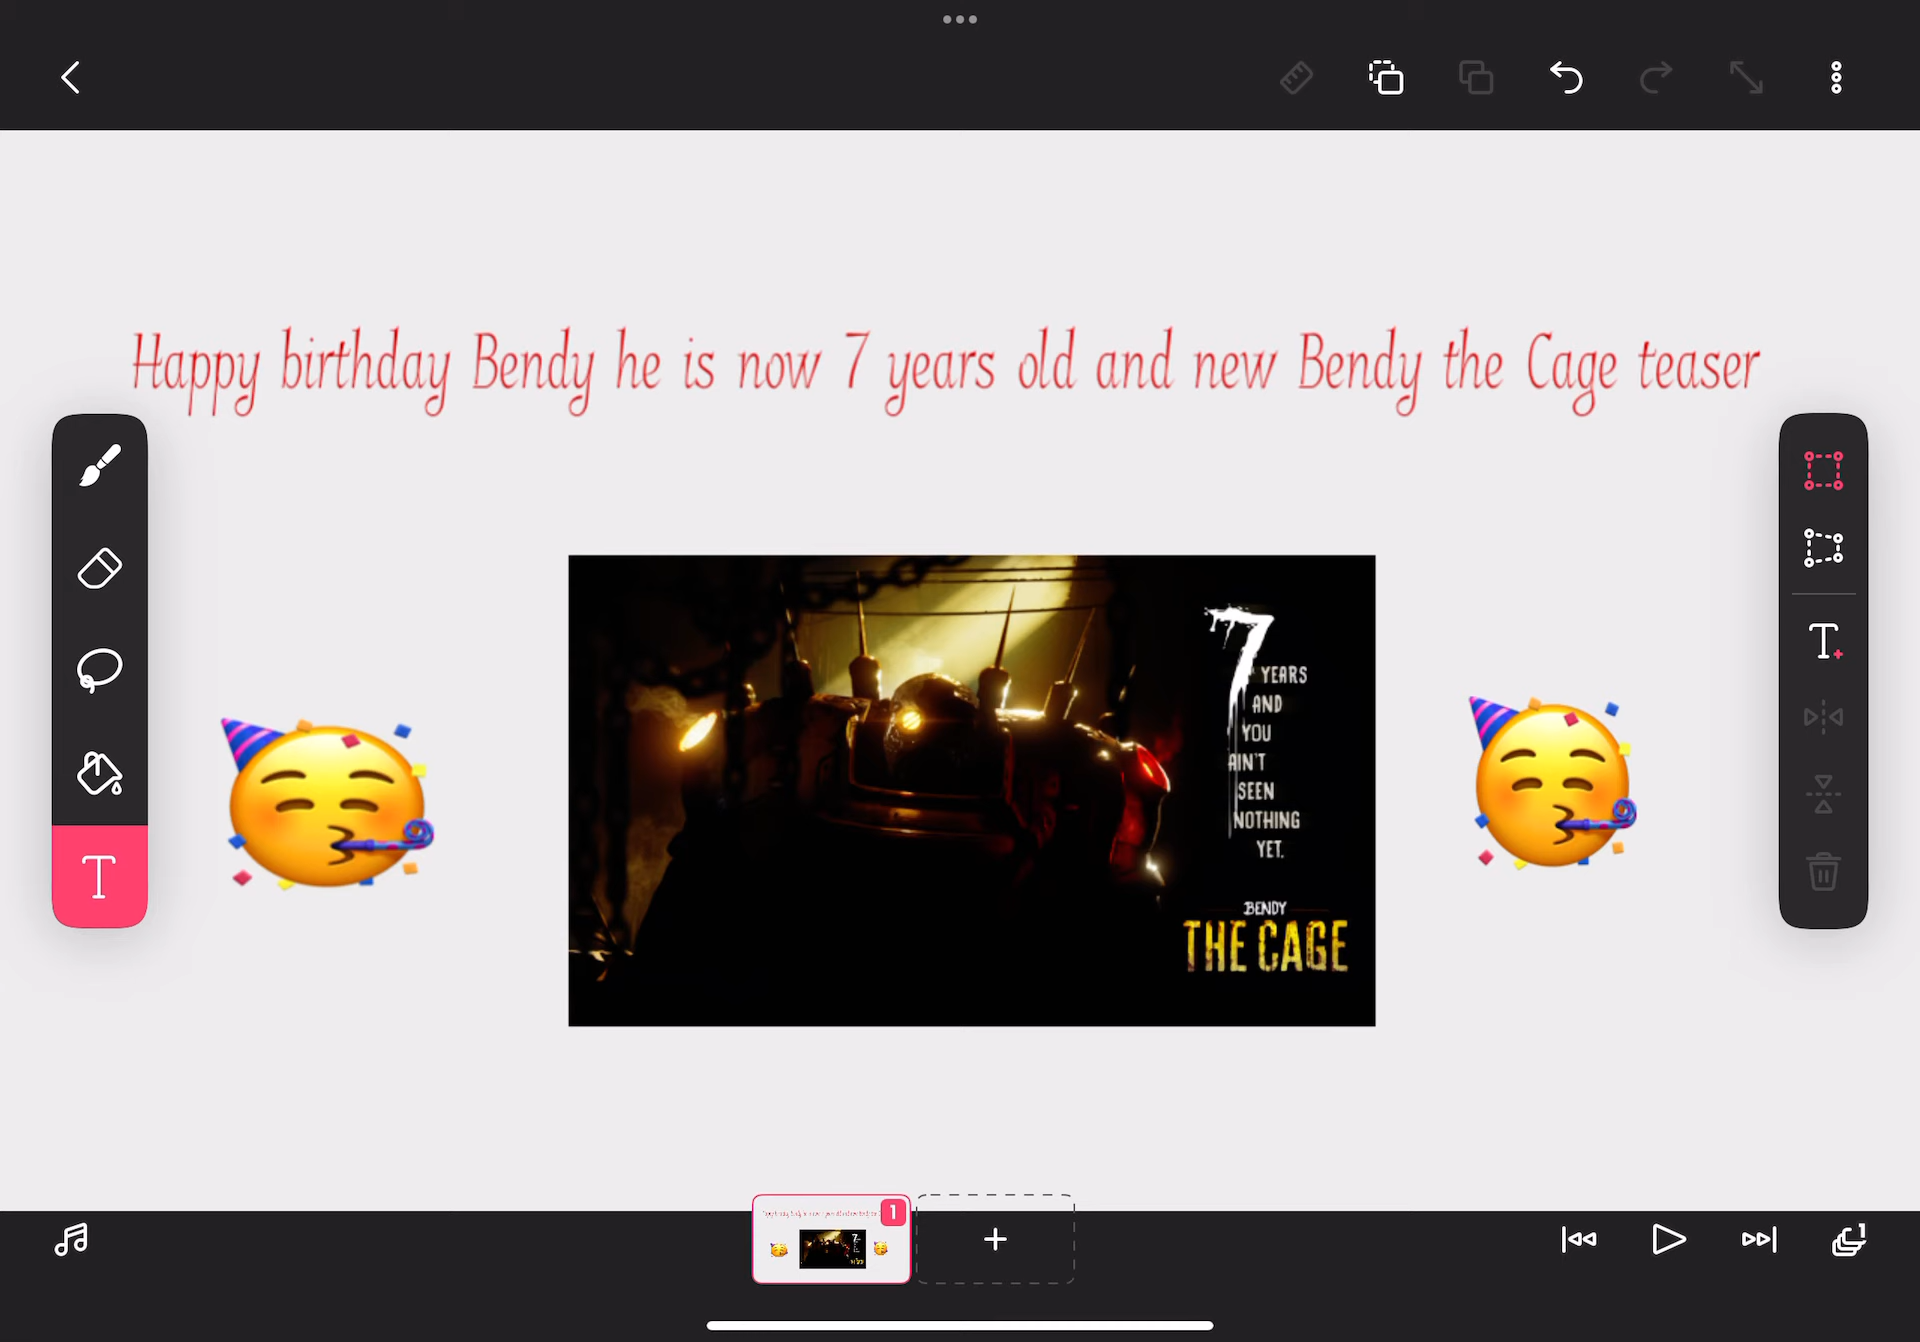 Happy birthday Bendy he is now 7 years old and new Bendy the Cage teaser
7
YEARS
AND
YOU
AIN'T
SEEN
NOTHING
YET.
BENDY
THE CAGE
1
1